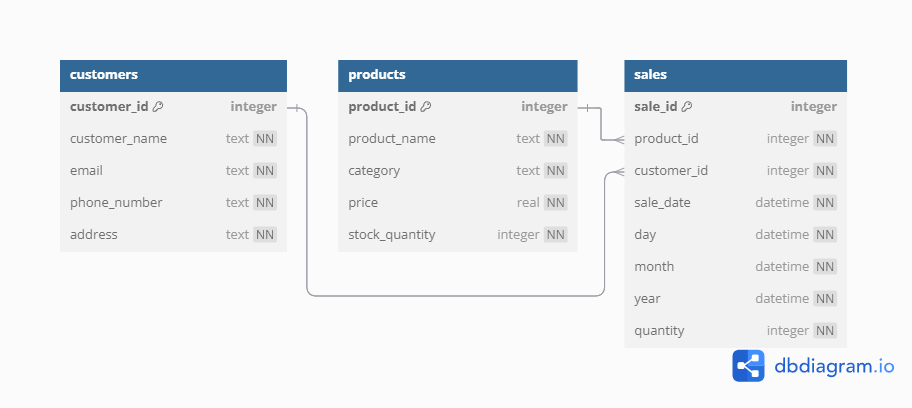 customers
customer_id integer
customer_name text NN
email text NN
phone_number text NN
address text NN
products
product_id integer
product_name text NN
category text NN
price real NN
stock_quantity integer NN
sales
sale_id integer
product_id integer NN
customer_id integer NN
sale_date datetime NN
day datetime NN
month datetime NN
year datetime NN
quantity integer NN
dbdiagram.io